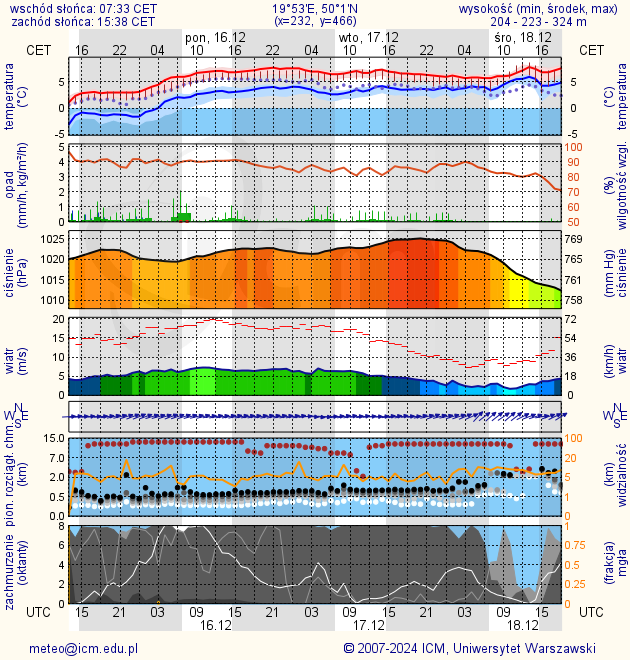 wschód słońca: 07:33 CET
19°53'E, 50°1'N
wysokość (min, środek, max)
zachód słońca: 15:38 CET
(x=232, y=466)
204 - 223 - 324 m
pon, 16.12
wto, 17.12
śro, 18.12
CET
16
22
04
10
16
22
04
10
16
22
04
10
16
CET
temperatura
(°C)
5
0
-5
5
0
-5
(°C)
temperatura
opad
(mm/h, kg/m²/h)
5
4
3
2
1
0
100
90
80
70
60
50
(%)
wilgotność wzgl.
ciśnienie
(hPa)
1025
1020
1015
1010
769
765
761
758
(mm Hg)
ciśnienie
wiatr
(m/s)
20
15
10
5
0
72
54
36
18
0
(km/h)
wiatr
N
W E
S
N
W E
S
pion. rozciągł. chm.
(km)
15.0
7.0
2.0
0.5
0.0
100
20
5
1
0
(km)
widzialność
zachmurzenie
(oktanty)
8
6
4
2
0
1
0.75
0.5
0.25
0
(frakcja)
mgła
UTC
15
21
03
09
15
21
03
09
15
21
03
09
15
UTC
16.12
17.12
18.12
meteo@icm.edu.pl
© 2007-2024 ICM, Uniwersytet Warszawski